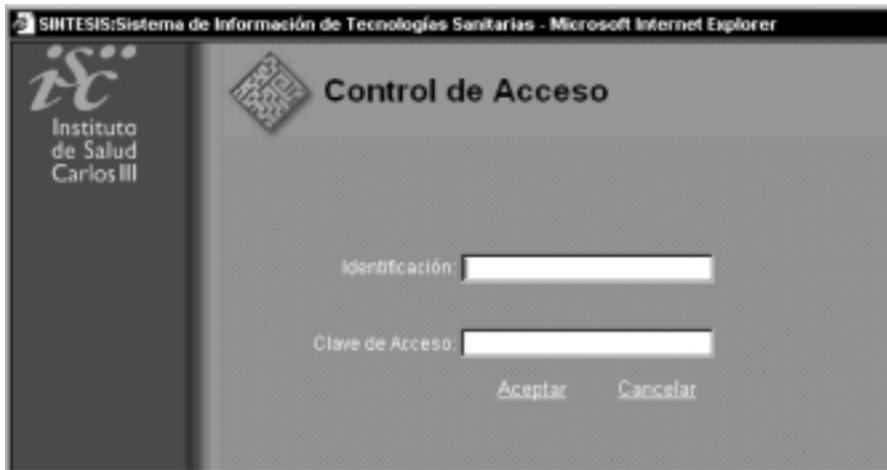 SINTESIS:Sistema de Información de Tecnologías Sanitarias - Microsoft Internet Explorer
isc
Instituto
de Salud
Carlos III
Control de Acceso
Identificación:
Clave de Acceso:
Aceptar Cancelar